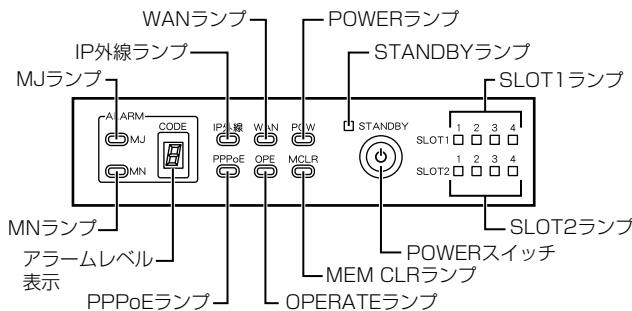 WANランプ
POWERランプ
IP外線ランプ
STANDBYランプ
MJランプ
SLOT1ランプ
ALARM
CODE
IP外線
WAN
POW
STANDBY
1 2 3 4
SLOT1
MJ
PPPoE
OPE
MCLR
1 2 3 4
SLOT2
MN
8
MNランプ
SLOT2ランプ
アラームレベル
表示
POWERスイッチ
MEM CLRランプ
PPPoEランプ
OPERATEランプ